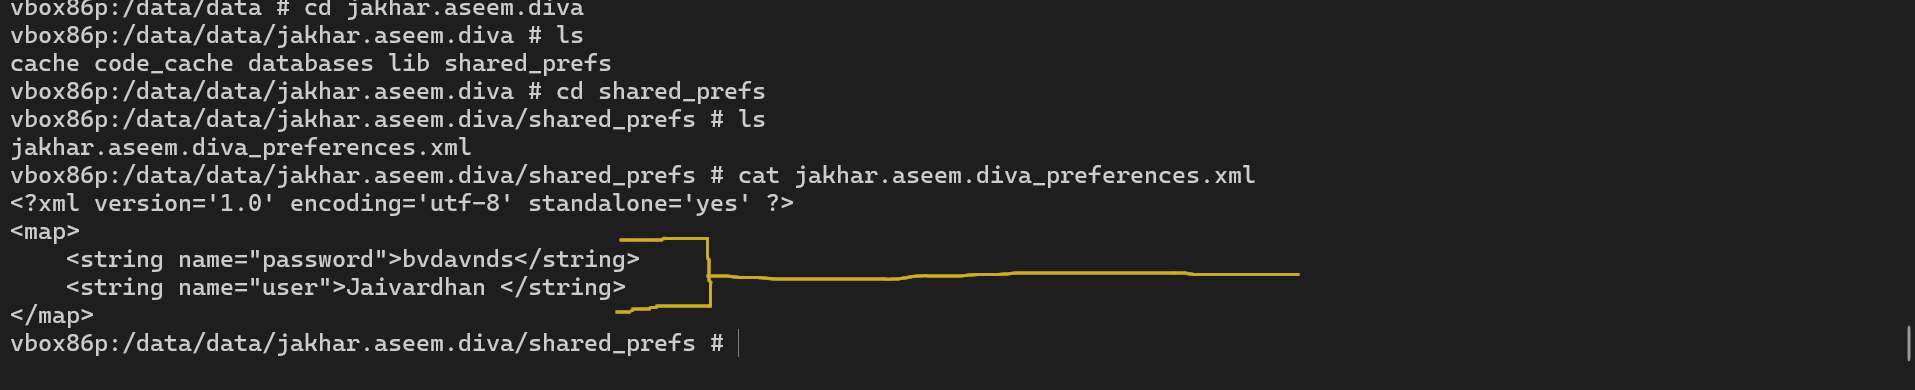 vbox86p:/data/data # cd jakhar.aseem.diva
vbox86p:/data/data/jakhar.aseem.diva # ls
cache code_cache databases lib shared_prefs
vbox86p:/data/data/jakhar.aseem.diva # cd shared_prefs
vbox86p:/data/data/jakhar.aseem.diva/shared_prefs # ls
jakhar.aseem.diva_preferences.xml
vbox86p:/data/data/jakhar.aseem.diva/shared_prefs # cat jakhar.aseem.diva_preferences.xml
<?xml version='1.0' encoding='utf-8' standalone='yes' ?>
<map>
    <string name="password">bvdavnds</string>
    <string name="user">Jaivardhan </string>
</map>
vbox86p:/data/data/jakhar.aseem.diva/shared_prefs #